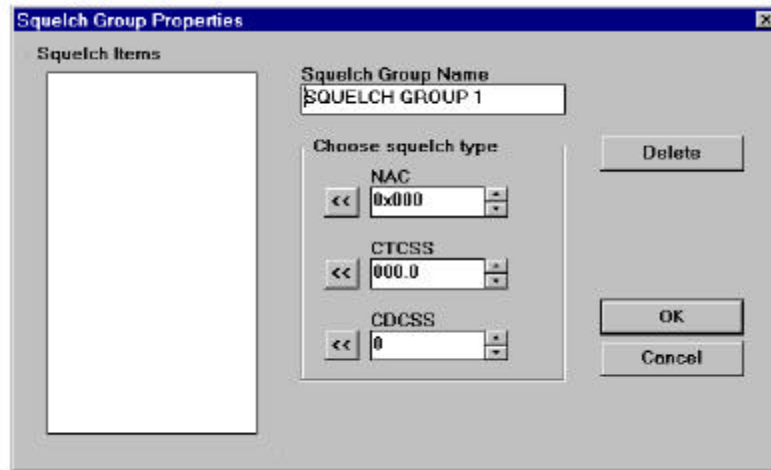 Squelch Group Properties
Squelch Items
Squelch Group Name
SQUELCH GROUP 1
Choose squelch type
NAC
<< 0x000
CTCSS
<< 000.0
CDCSS
<< 0
Delete
OK
Cancel